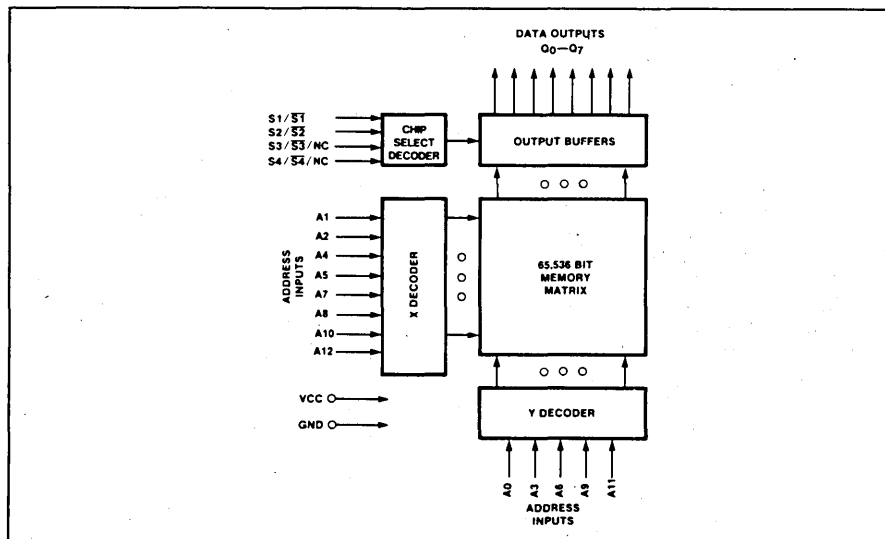 DATA OUTPUTS
Q0—Q7
S1/S̅1̅
S2/S̅2̅
S3/S̅3̅/NC
S4/S̅4̅/NC
CHIP
SELECT
DECODER
OUTPUT BUFFERS
ADDRESS
INPUTS
A1
A2
A4
A5
A7
A8
A10
A12
X DECODER
65,536 BIT
MEMORY
MATRIX
VCC
GND
Y DECODER
A0
A3
A6
A9
A11
ADDRESS
INPUTS